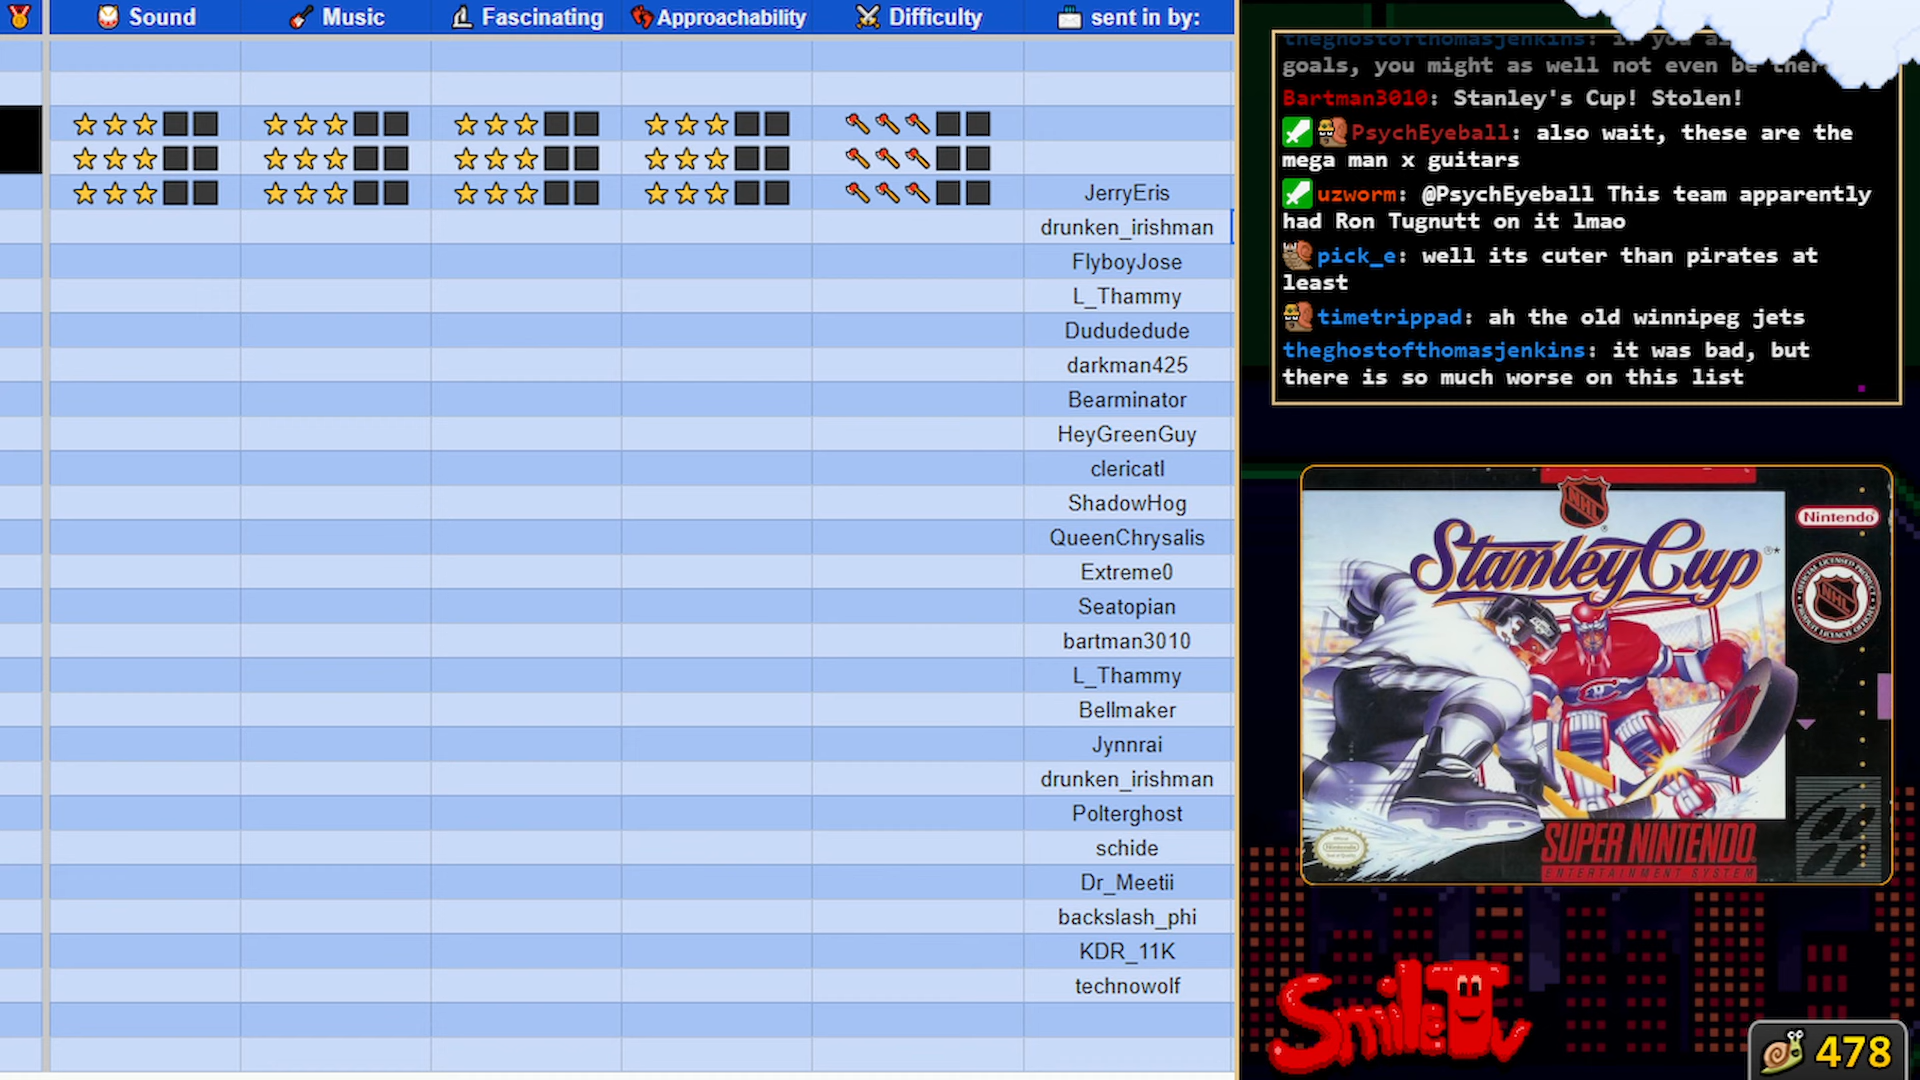 Sound Music Fascinating Approachability Difficulty sent in by:
JerryEris
drunken_irishman
FlyboyJose
L_Thammy
Dududedude
darkman425
Bearminator
HeyGreenGuy
clericatl
ShadowHog
QueenChrysalis
Extreme0
Seatopian
bartman3010
L_Thammy
Bellmaker
Jynnrai
drunken_irishman
Polterghost
schide
Dr_Meetii
backslash_phi
KDR_11K
technowolf
theghostofthomasjenkins: if you
goals, you might as well not even be
Bartman3010: Stanley's Cup! Stolen!
PsychEyeball: also wait, these are the
mega man x guitars
uzworm: @PsychEyeball This team apparently
had Ron Tugnutt on it lmao
pick_e: well its cuter than pirates at
least
timetrippad: ah the old winnipeg jets
theghostofthomasjenkins: it was bad, but
there is so much worse on this list
NHL
Stanley Cup
Nintendo
NHL
SUPER NINTENDO
ENTERTAINMENT SYSTEM
SmileTv
478